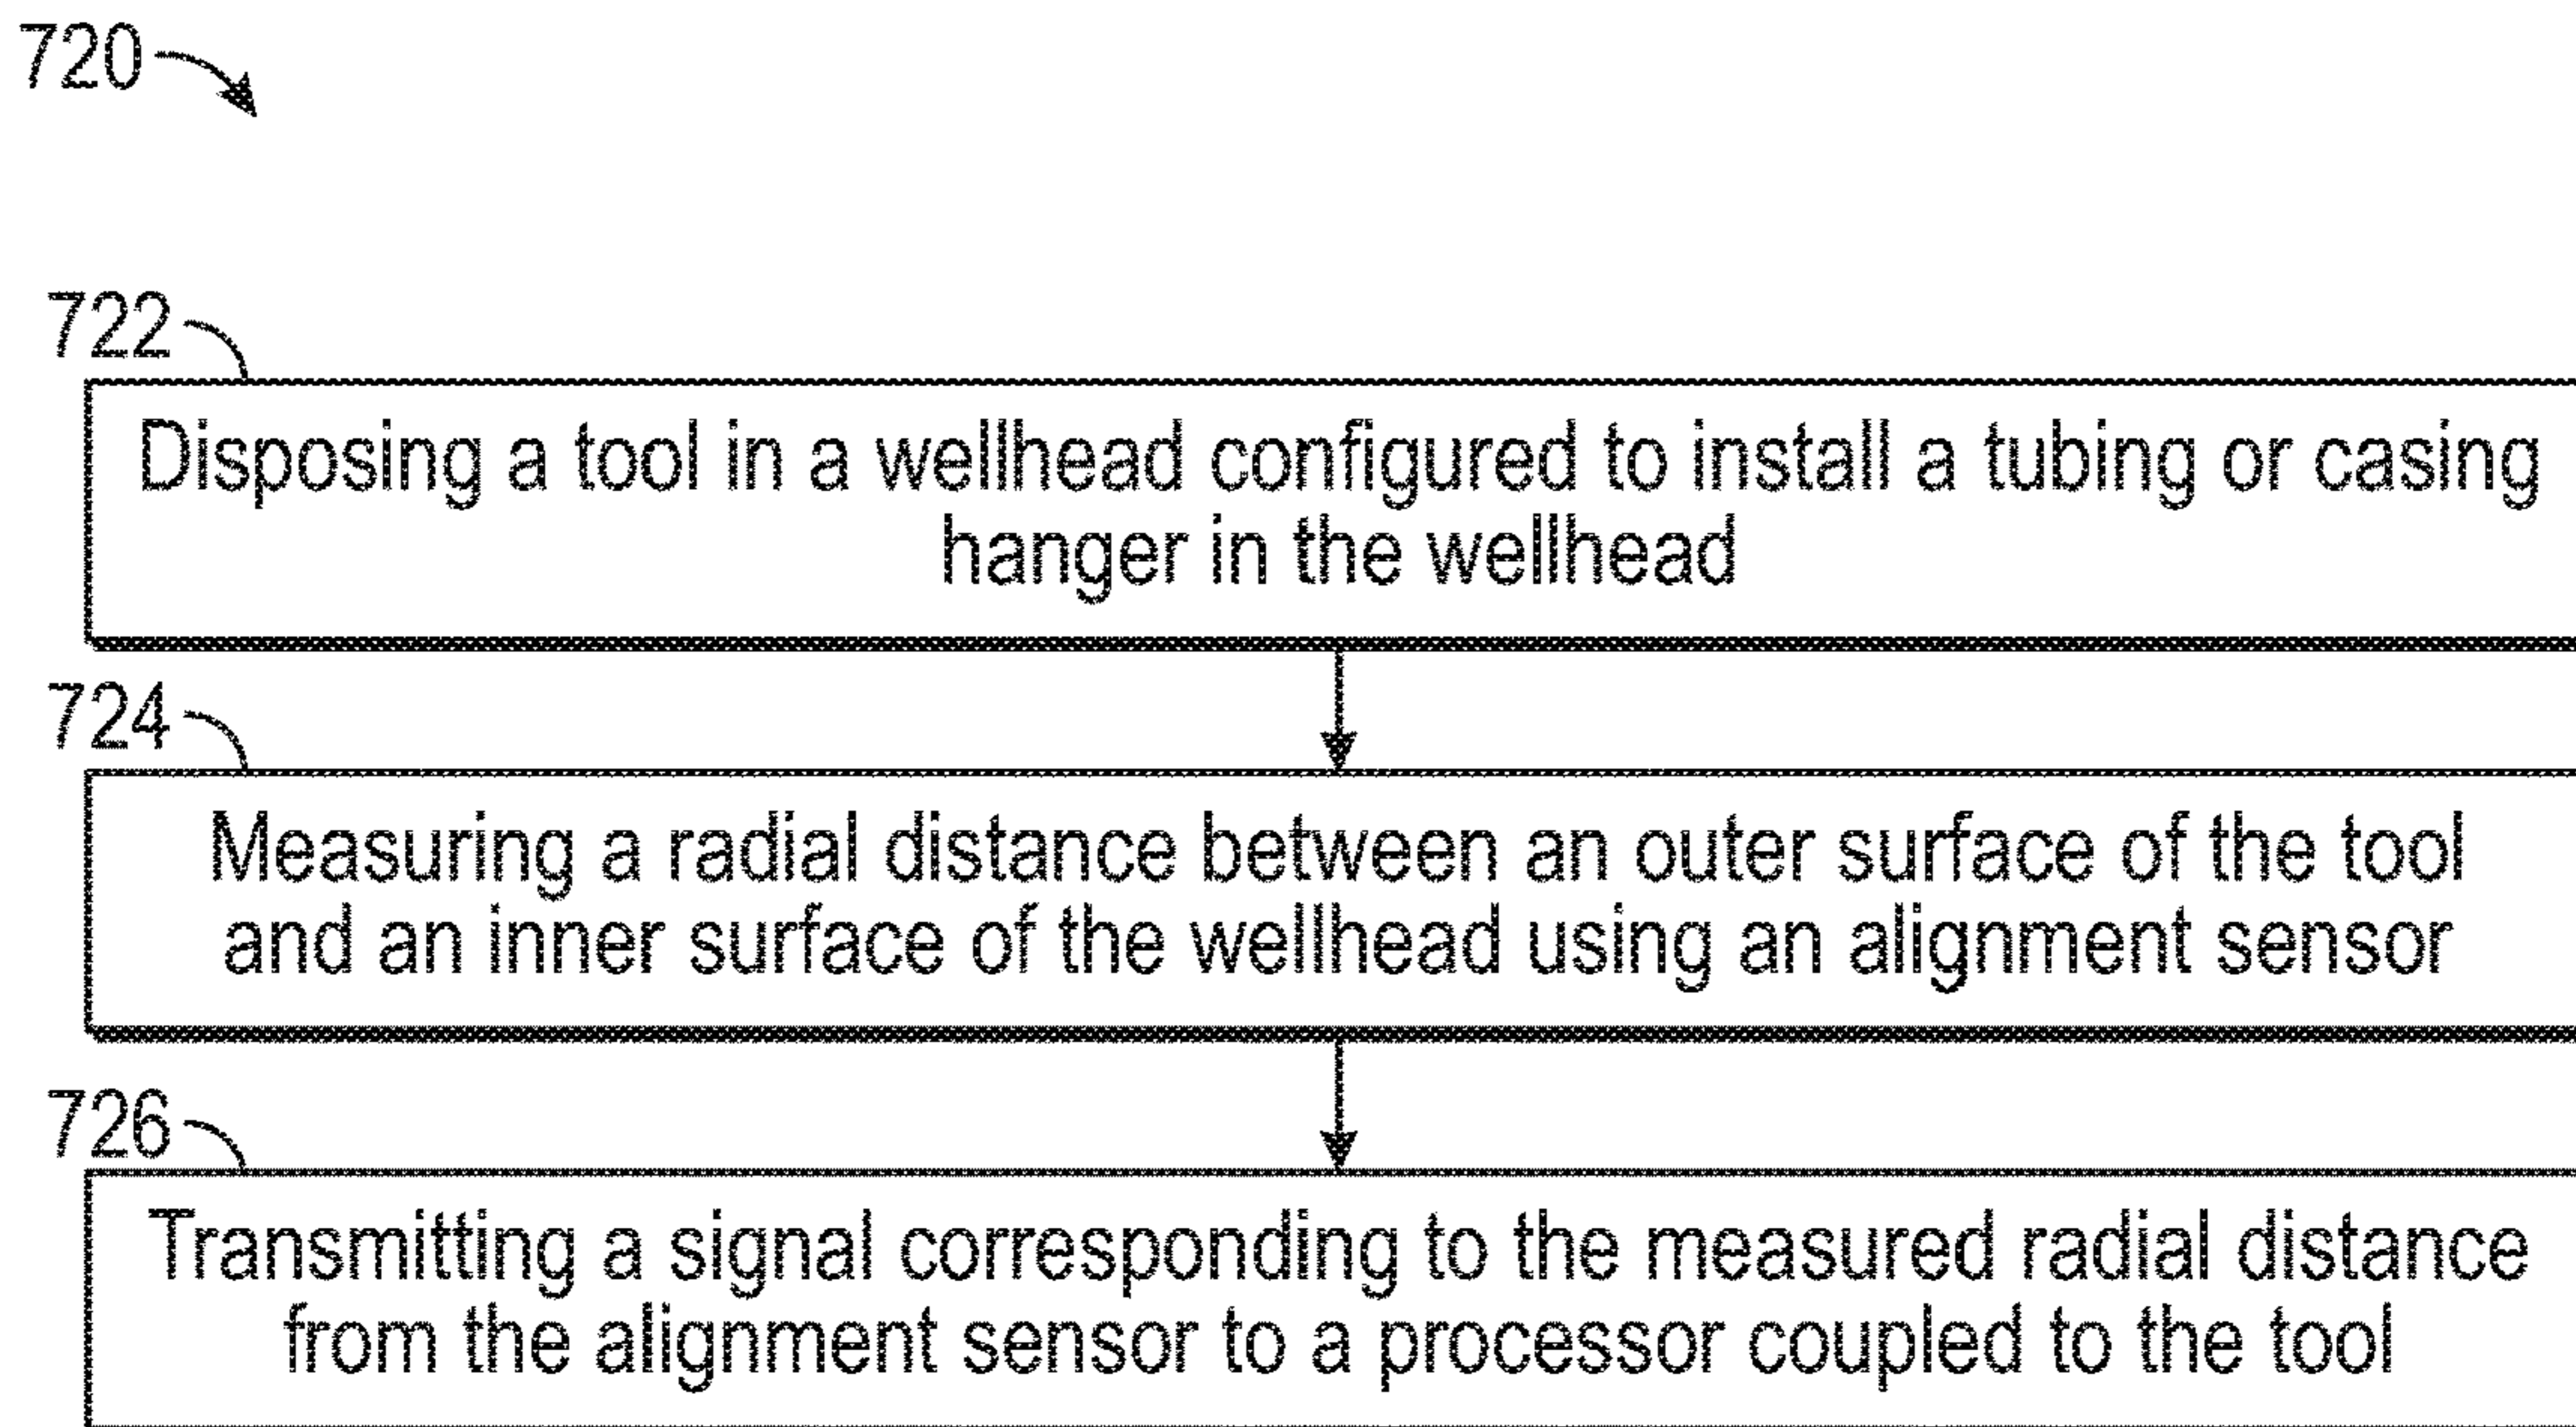 720
722
Disposing a tool in a wellhead configured to install a tubing or casing
hanger in the wellhead
724
Measuring a radial distance between an outer surface of the tool
and an inner surface of the wellhead using an alignment sensor
726
Transmitting a signal corresponding to the measured radial distance
from the alignment sensor to a processor coupled to the tool